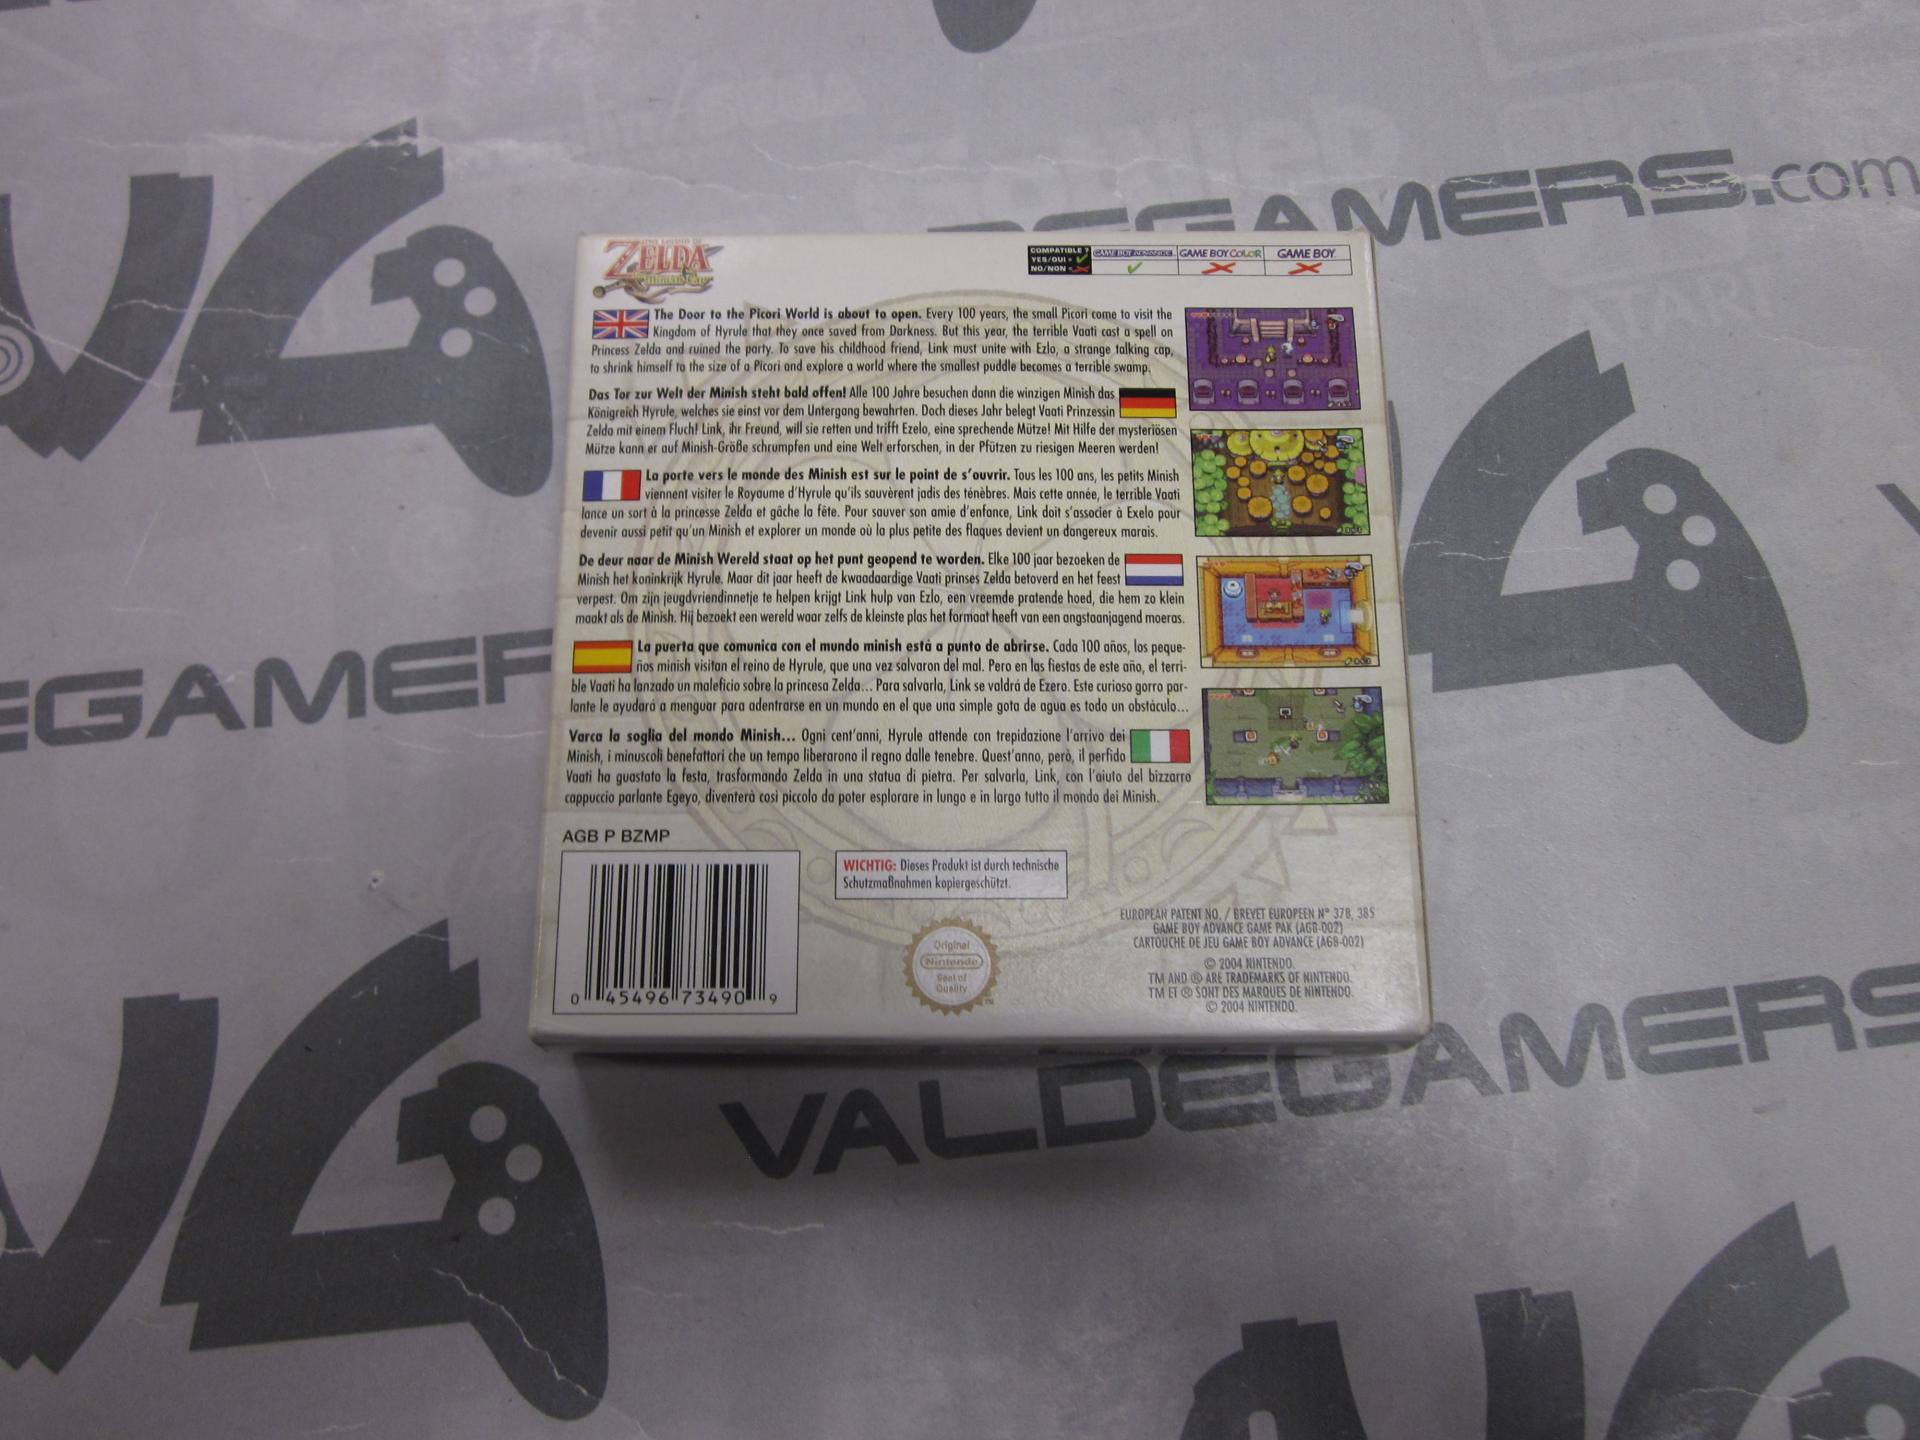 VALDEGAMERS.com
DEGAMERS.com
THE LEGEND OF
ZELDA
The Minish Cap
COMPATIBLE ?
YES/OUI =
NO/NON =
GAME BOY ADVANCE
GAME BOY COLOR
GAME BOY
The Door to the Picori World is about to open. Every 100 years, the small Picori come to visit the
Kingdom of Hyrule that they once saved from Darkness. But this year, the terrible Vaati cast a spell on
Princess Zelda and ruined the party. To save his childhood friend, Link must unite with Ezlo, a strange talking cap,
to shrink himself to the size of a Picori and explore a world where the smallest puddle becomes a terrible swamp.
Das Tor zur Welt der Minish steht bald offen! Alle 100 Jahre besuchen dann die winzigen Minish das
Königreich Hyrule, welches sie einst vor dem Untergang bewahrten. Doch dieses Jahr belegt Vaati Prinzessin
Zelda mit einem Fluch! Link, ihr Freund, will sie retten und trifft Ezelo, eine sprechende Mütze! Mit Hilfe der mysteriösen
Mütze kann er auf Minish-Größe schrumpfen und eine Welt erforschen, in der Pfützen zu riesigen Meeren werden!
La porte vers le monde des Minish est sur le point de s'ouvrir. Tous les 100 ans, les petits Minish
viennent visiter le Royaume d'Hyrule qu'ils sauvèrent jadis des ténèbres. Mais cette année, le terrible Vaati
lance un sort à la princesse Zelda et gâche la fête. Pour sauver son amie d'enfance, Link doit s'associer à Exelo pour
devenir aussi petit qu'un Minish et explorer un monde où la plus petite des flaques devient un dangereux marais.
De deur naar de Minish Wereld staat op het punt geopend te worden. Elke 100 jaar bezoeken de
Minish het koninkrijk Hyrule. Maar dit jaar heeft de kwaadaardige Vaati prinses Zelda betoverd en het feest
verpest. Om zijn jeugdvriendinnetje te helpen krijgt Link hulp van Ezlo, een vreemde pratende hoed, die hem zo klein
maakt als de Minish. Hij bezoekt een wereld waar zelfs de kleinste plas het formaat heeft van een angstaanjagend moeras.
La puerta que comunica con el mundo minish está a punto de abrirse. Cada 100 años, los peque-
ños minish visitan el reino de Hyrule, que una vez salvaron del mal. Pero en las fiestas de este año, el terri-
ble Vaati ha lanzado un maleficio sobre la princesa Zelda... Para salvarla, Link se valdrá de Ezero. Este curioso gorro par-
lante le ayudará a menguar para adentrarse en un mundo en el que una simple gota de agua es todo un obstáculo...
Varca la soglia del mondo Minish... Ogni cent'anni, Hyrule attende con trepidazione l'arrivo dei
Minish, i minuscoli benefattori che un tempo liberarono il regno dalle tenebre. Quest'anno, però, il perfido
Vaati ha guastato la festa, trasformando Zelda in una statua di pietra. Per salvarla, Link, con l'aiuto del bizzarro
cappuccio parlante Egeyo, diventerà così piccolo da poter esplorare in lungo e in largo tutto il mondo dei Minish.
AGB P BZMP
0 45496 73490 9
WICHTIG: Dieses Produkt ist durch technische
Schutzmaßnahmen kopiergeschützt.
Original
Nintendo
Seal of
Quality
TM
EUROPEAN PATENT NO. / BREVET EUROPEEN N° 378, 385
GAME BOY ADVANCE GAME PAK (AGB-002)
CARTOUCHE DE JEU GAME BOY ADVANCE (AGB-002)
© 2004 NINTENDO.
TM AND ® ARE TRADEMARKS OF NINTENDO.
TM ET ® SONT DES MARQUES DE NINTENDO.
© 2004 NINTENDO.
EGAMER
VALDEGAMERS